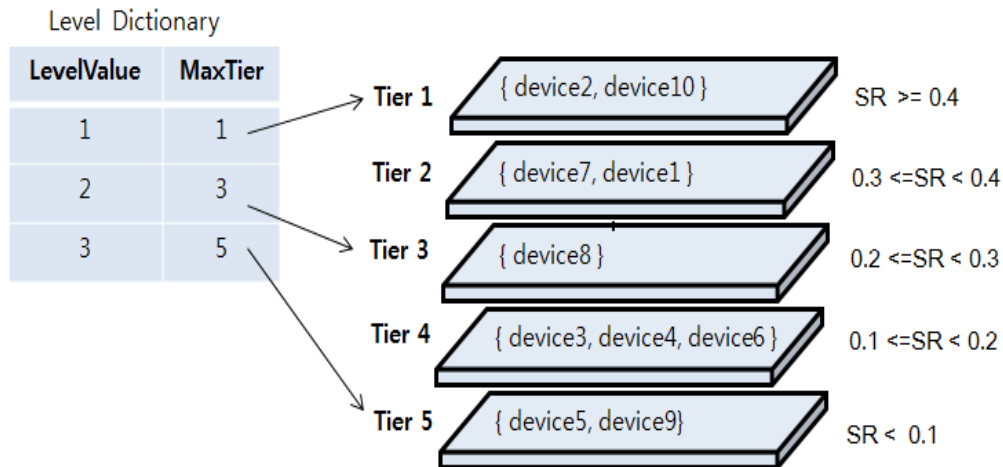 Level Dictionary
LevelValue MaxTier
1 1
2 3
3 5
Tier 1 { device2, device10 } SR >= 0.4
Tier 2 { device7, device1 } 0.3 <=SR < 0.4
Tier 3 { device8 } 0.2 <=SR < 0.3
Tier 4 { device3, device4, device6 } 0.1 <=SR < 0.2
Tier 5 { device5, device9} SR < 0.1